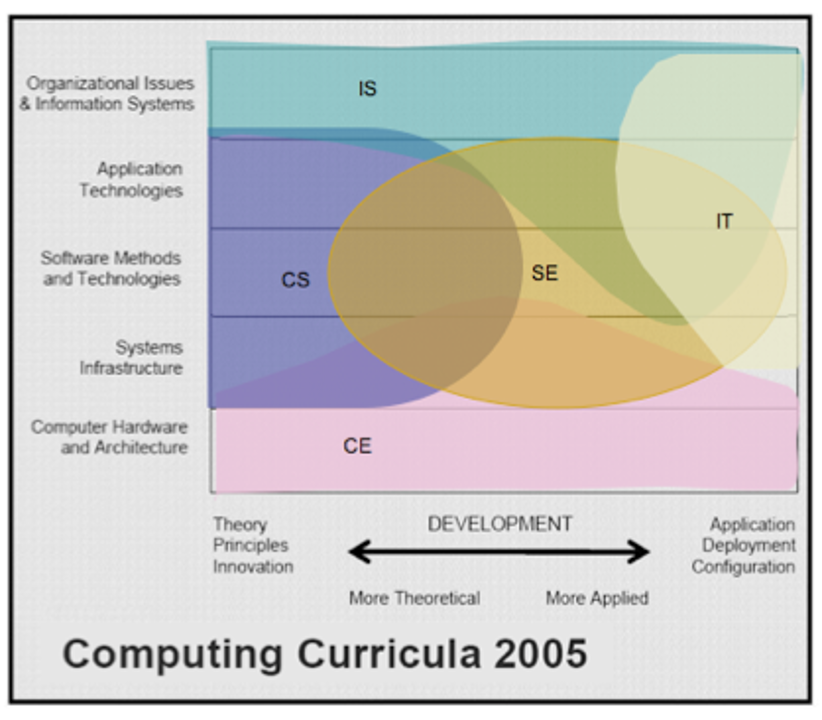 Organizational Issues
& Information Systems
IS
Application
Technologies
IT
Software Methods
and Technologies
CS
SE
Systems
Infrastructure
Computer Hardware
and Architecture
CE
Theory
Principles
Innovation
DEVELOPMENT
Application
Deployment
Configuration
More Theoretical
More Applied
Computing Curricula 2005